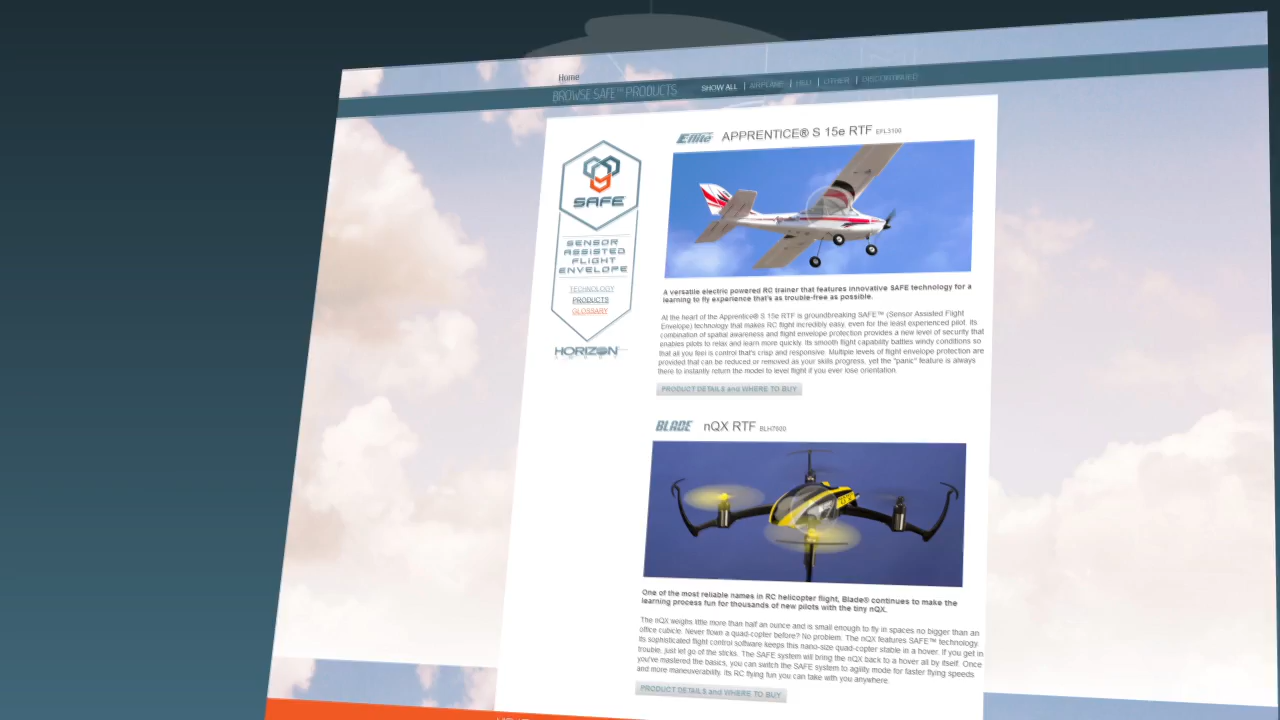 Home
BROWSE SAFE™ PRODUCTS
SHOW ALL | AIRPLANE | HELI | OTHER | DISCONTINUED
SAFE
SENSOR
ASSISTED
FLIGHT
ENVELOPE
TECHNOLOGY
PRODUCTS
GLOSSARY
HORIZON
E-flite APPRENTICE® S 15e RTF EFL3100
A versatile electric powered RC trainer that features innovative SAFE technology for a
learning to fly experience that's as trouble-free as possible.
At the heart of the Apprentice® S 15e RTF is groundbreaking SAFE™ (Sensor Assisted Flight
Envelope) technology that makes RC flight incredibly easy, even for the least experienced pilot. Its
combination of spatial awareness and flight envelope protection provides a new level of security that
enables pilots to relax and learn more quickly. Its smooth flight capability battles windy conditions so
that all you feel is control that's crisp and responsive. Multiple levels of flight envelope protection are
provided that can be reduced or removed as your skills progress, yet the "panic" feature is always
there to instantly return the model to level flight if you ever lose orientation.
PRODUCT DETAILS and WHERE TO BUY
BLADE nQX RTF BLH7600
One of the most reliable names in RC helicopter flight, Blade® continues to make the
learning process fun for thousands of new pilots with the tiny nQX.
The nQX weighs little more than half an ounce and is small enough to fly in spaces no bigger than an
office cubicle. Never flown a quad-copter before? No problem. The nQX features SAFE™ technology.
Its sophisticated flight control software keeps this nano-size quad-copter stable in a hover. If you get in
trouble, just let go of the sticks. The SAFE system will bring the nQX back to a hover all by itself. Once
you've mastered the basics, you can switch the SAFE system to agility mode for faster flying speeds
and more maneuverability. Its RC flying fun you can take with you anywhere.
PRODUCT DETAILS and WHERE TO BUY